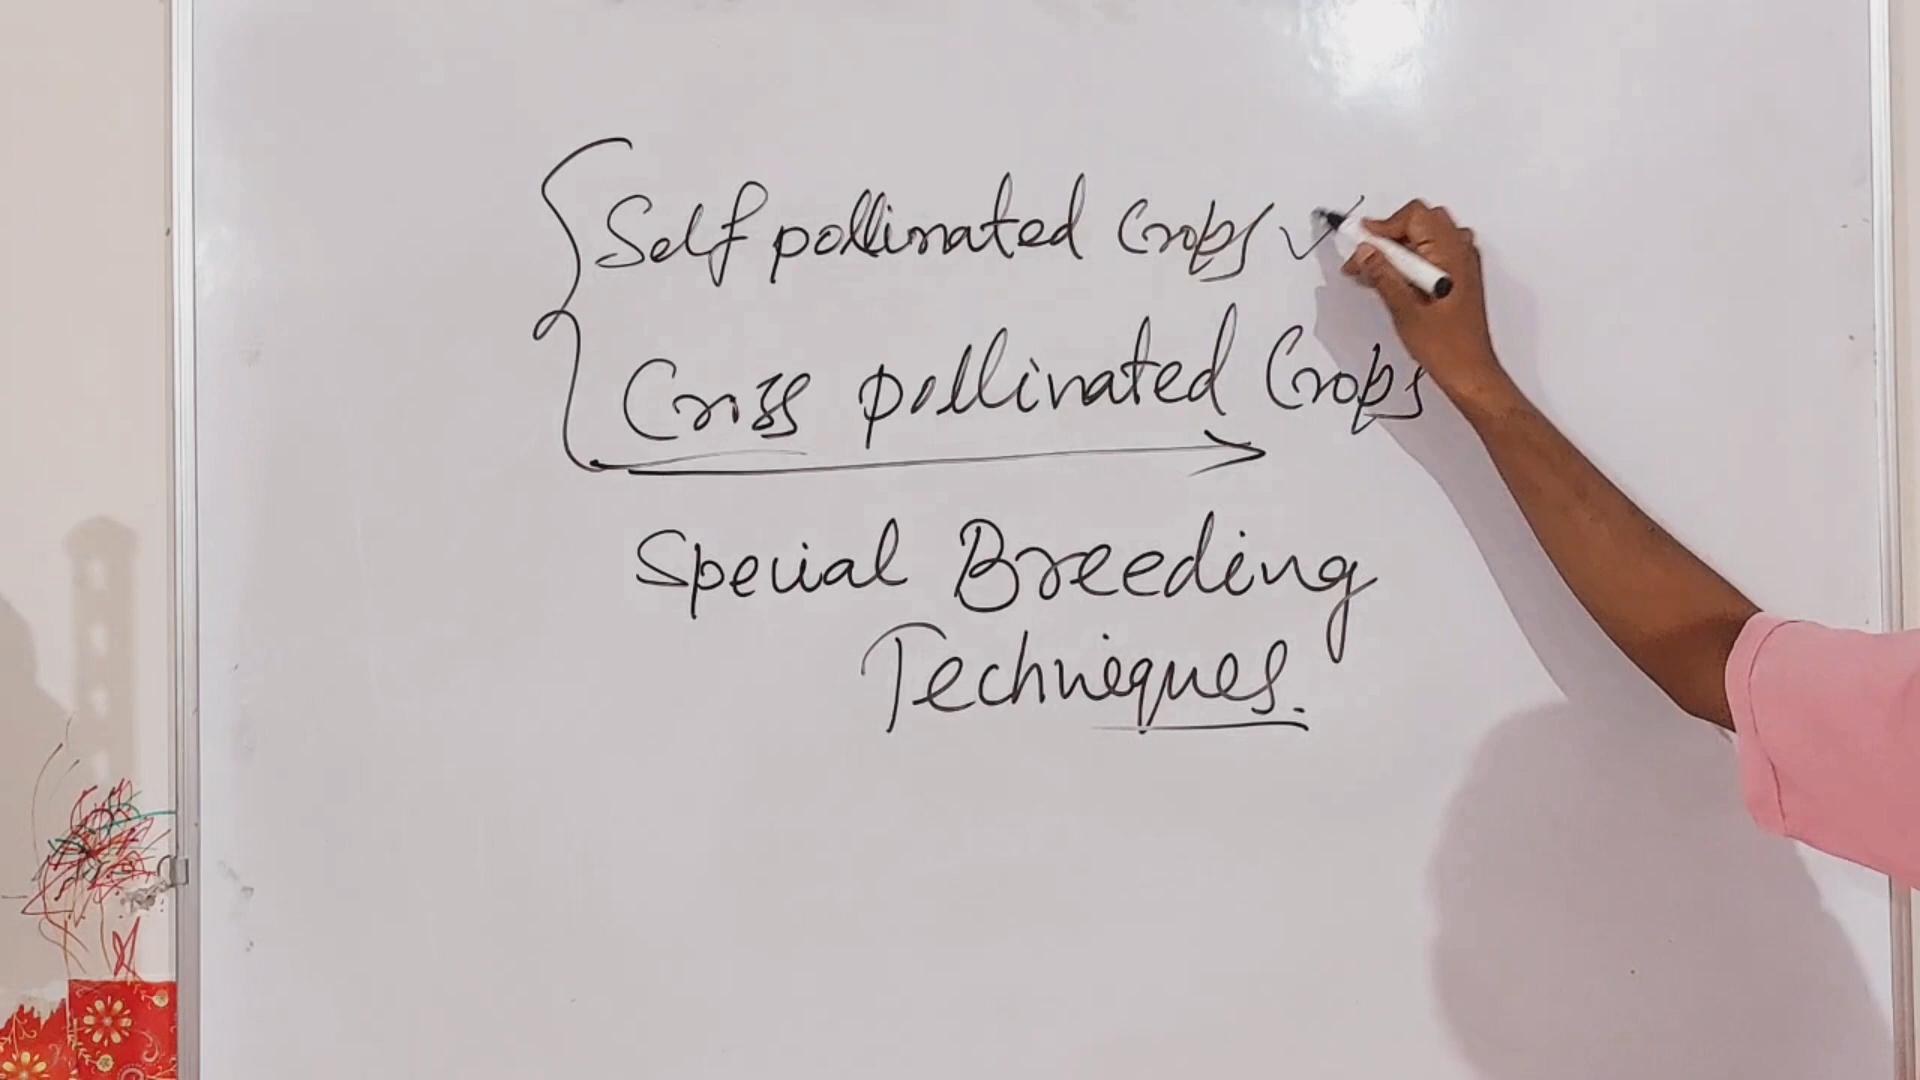 Self pollinated Crops ✓
Cross pollinated Crops
Special Breeding
Techniques.